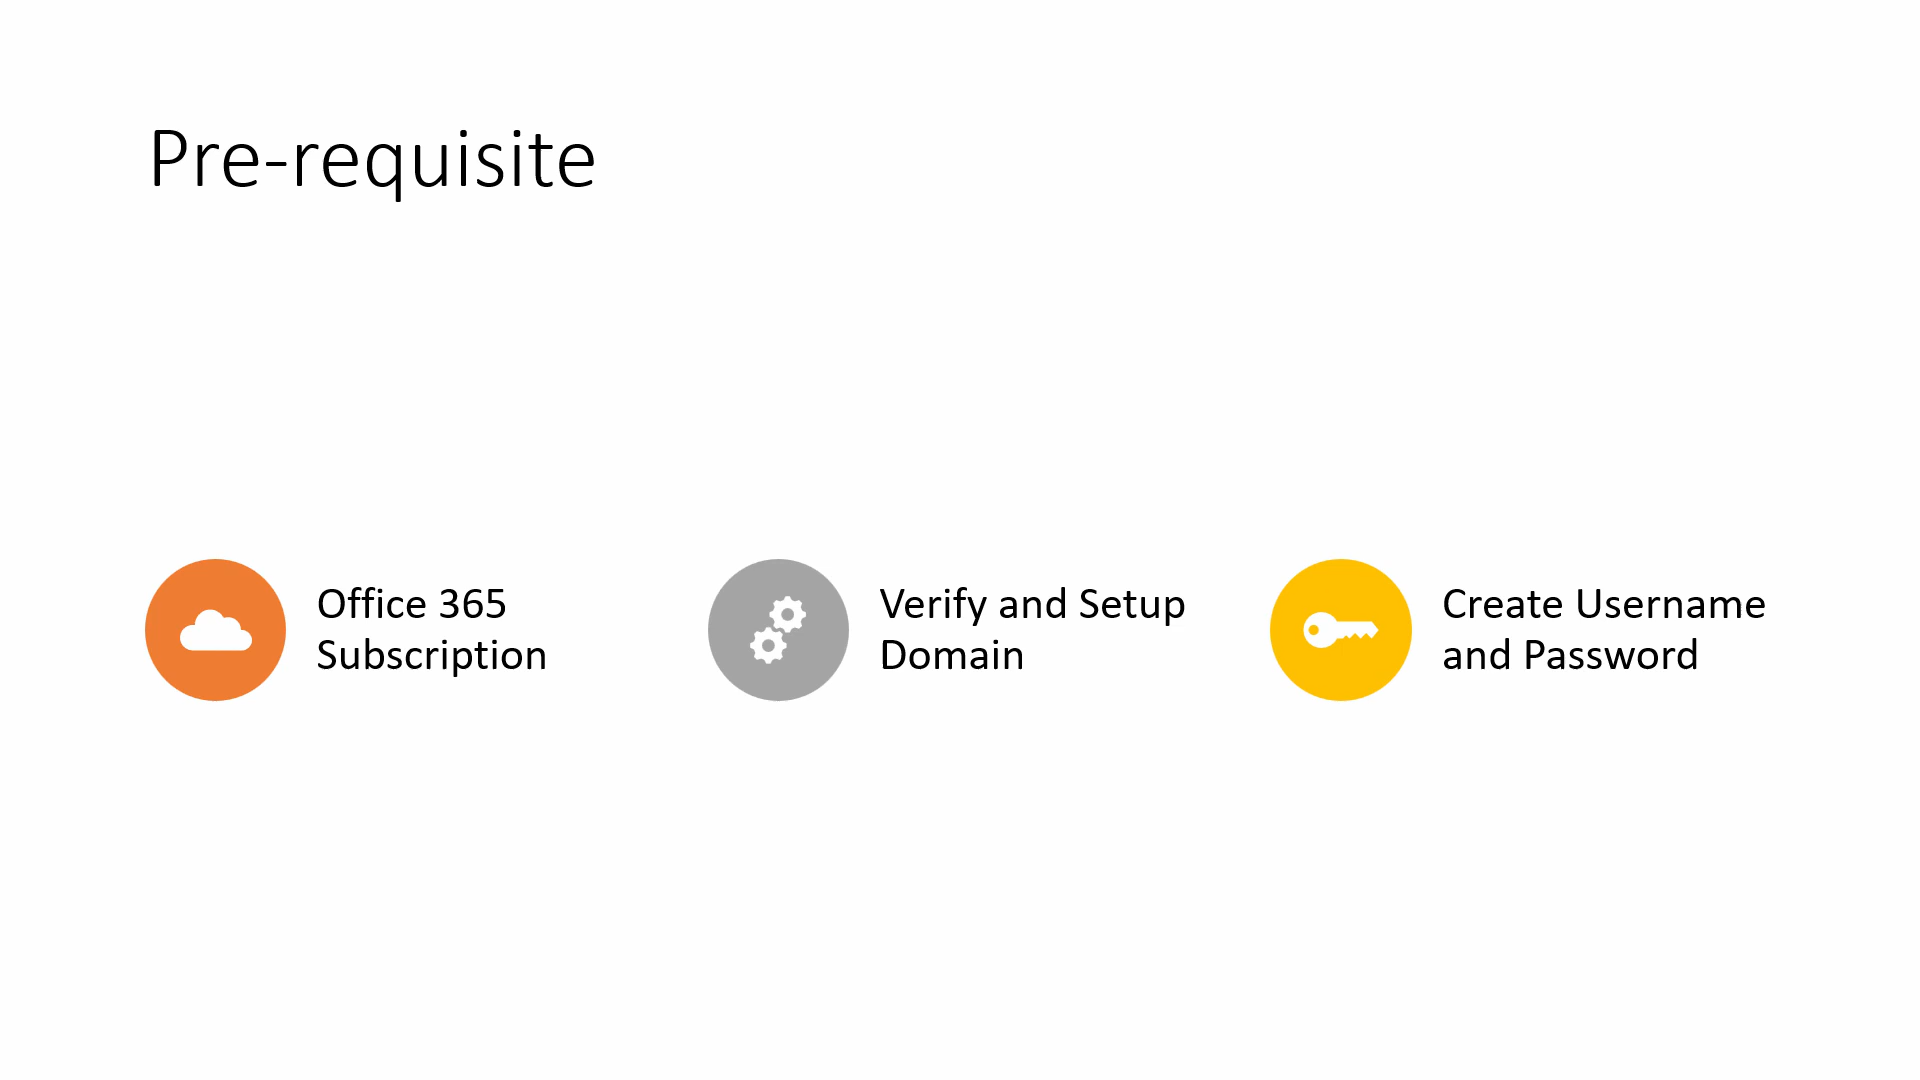 Pre-requisite
Office 365
Subscription
Verify and Setup
Domain
Create Username
and Password